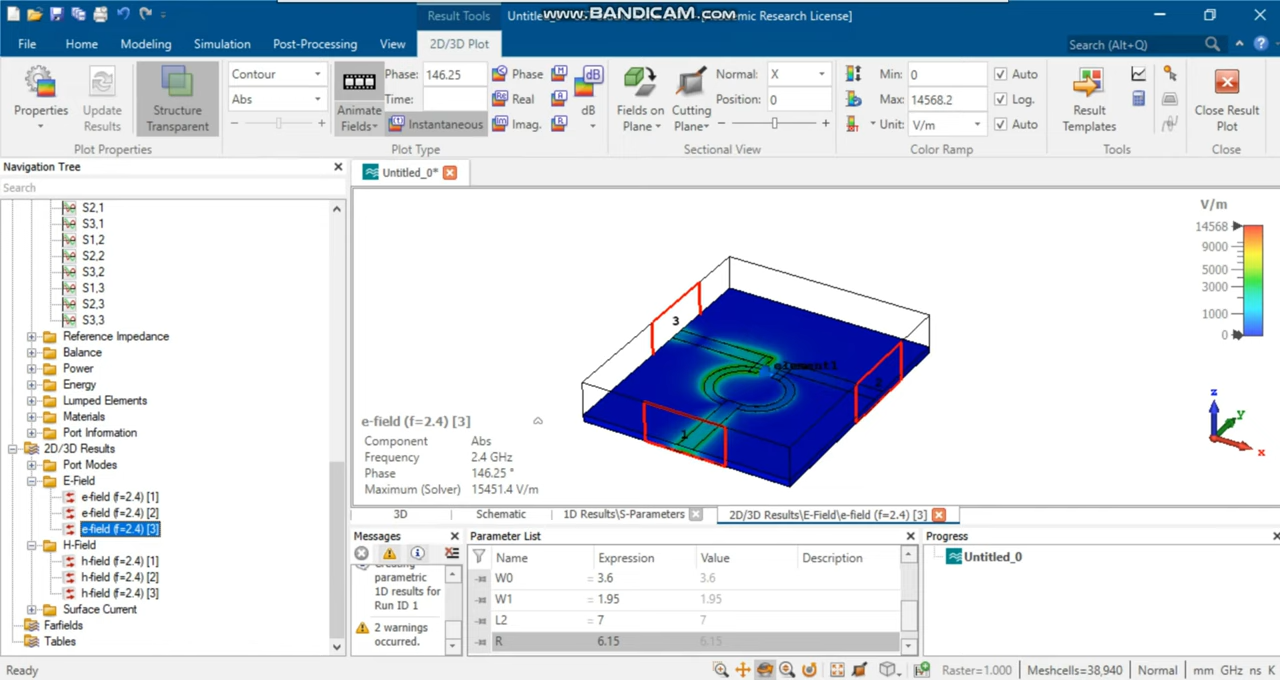 Result Tools
Untitled_
www.BANDICAM.com
mic Research License]
File
Home
Modeling
Simulation
Post-Processing
View
2D/3D Plot
Search (Alt+Q)
Properties
Update
Results
Structure
Transparent
Contour
Abs
Plot Properties
Animate
Fields
Phase: 146.25
Time:
Instantaneous
Phase
Real
Imag.
dB
dB
Plot Type
Fields on
Plane
Cutting
Plane
Normal: X
Position: 0
Sectional View
Min: 0
Auto
Max: 14568.2
Log.
Unit: V/m
Auto
Color Ramp
Result
Templates
Tools
Close Result
Plot
Close
Navigation Tree
Search
S2,1
S3,1
S1,2
S2,2
S3,2
S1,3
S2,3
S3,3
Reference Impedance
Balance
Power
Energy
Lumped Elements
Materials
Port Information
2D/3D Results
Port Modes
E-Field
e-field (f=2.4) [1]
e-field (f=2.4) [2]
e-field (f=2.4) [3]
H-Field
h-field (f=2.4) [1]
h-field (f=2.4) [2]
h-field (f=2.4) [3]
Surface Current
Farfields
Tables
Untitled_0*
V/m
14568
9000
5000
3000
1000
0
3
element1
2
1
z
y
x
e-field (f=2.4) [3]
Component Abs
Frequency 2.4 GHz
Phase 146.25 °
Maximum (Solver) 15451.4 V/m
3D
Schematic
1D Results\S-Parameters
2D/3D Results\E-Field\e-field (f=2.4) [3]
Messages
parametric
1D results for
Run ID 1
2 warnings
occurred.
Parameter List
Name Expression Value Description
W0 = 3.6 3.6
W1 = 1.95 1.95
L2 = 7 7
R 6.15 6.15
Progress
Untitled_0
Ready
Raster=1.000
Meshcells=38,940
Normal
mm GHz ns K